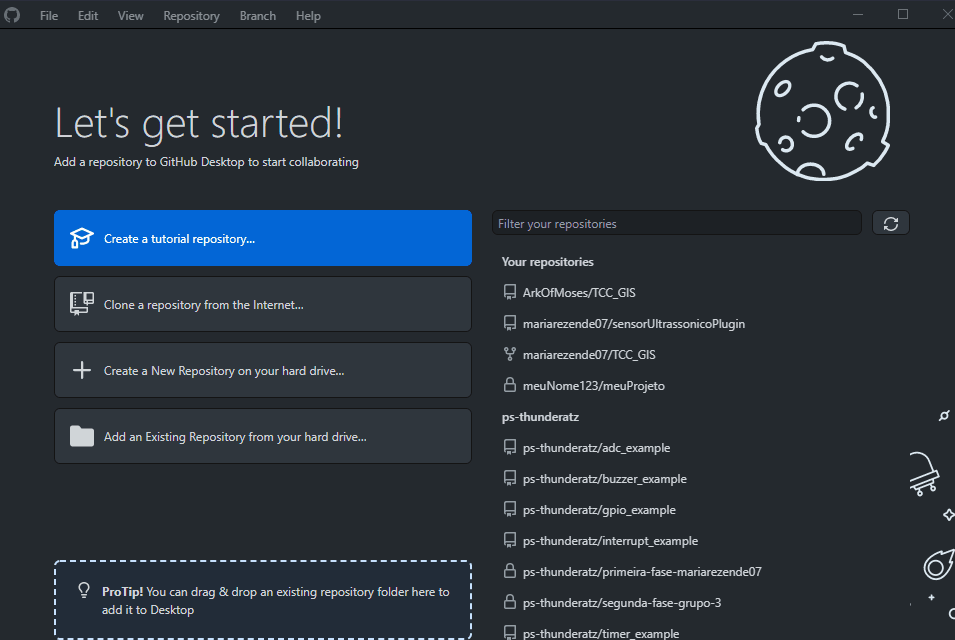 File Edit View Repository Branch Help
Let's get started!
Add a repository to GitHub Desktop to start collaborating
Create a tutorial repository...
Clone a repository from the Internet...
Create a New Repository on your hard drive...
Add an Existing Repository from your hard drive...
ProTip! You can drag & drop an existing repository folder here to
add it to Desktop
Filter your repositories
Your repositories
ArkOfMoses/TCC_GIS
mariarezende07/sensorUltrassonicoPlugin
mariarezende07/TCC_GIS
meuNome123/meuProjeto
ps-thunderatz
ps-thunderatz/adc_example
ps-thunderatz/buzzer_example
ps-thunderatz/gpio_example
ps-thunderatz/interrupt_example
ps-thunderatz/primeira-fase-mariarezende07
ps-thunderatz/segunda-fase-grupo-3
ps-thunderatz/timer_example